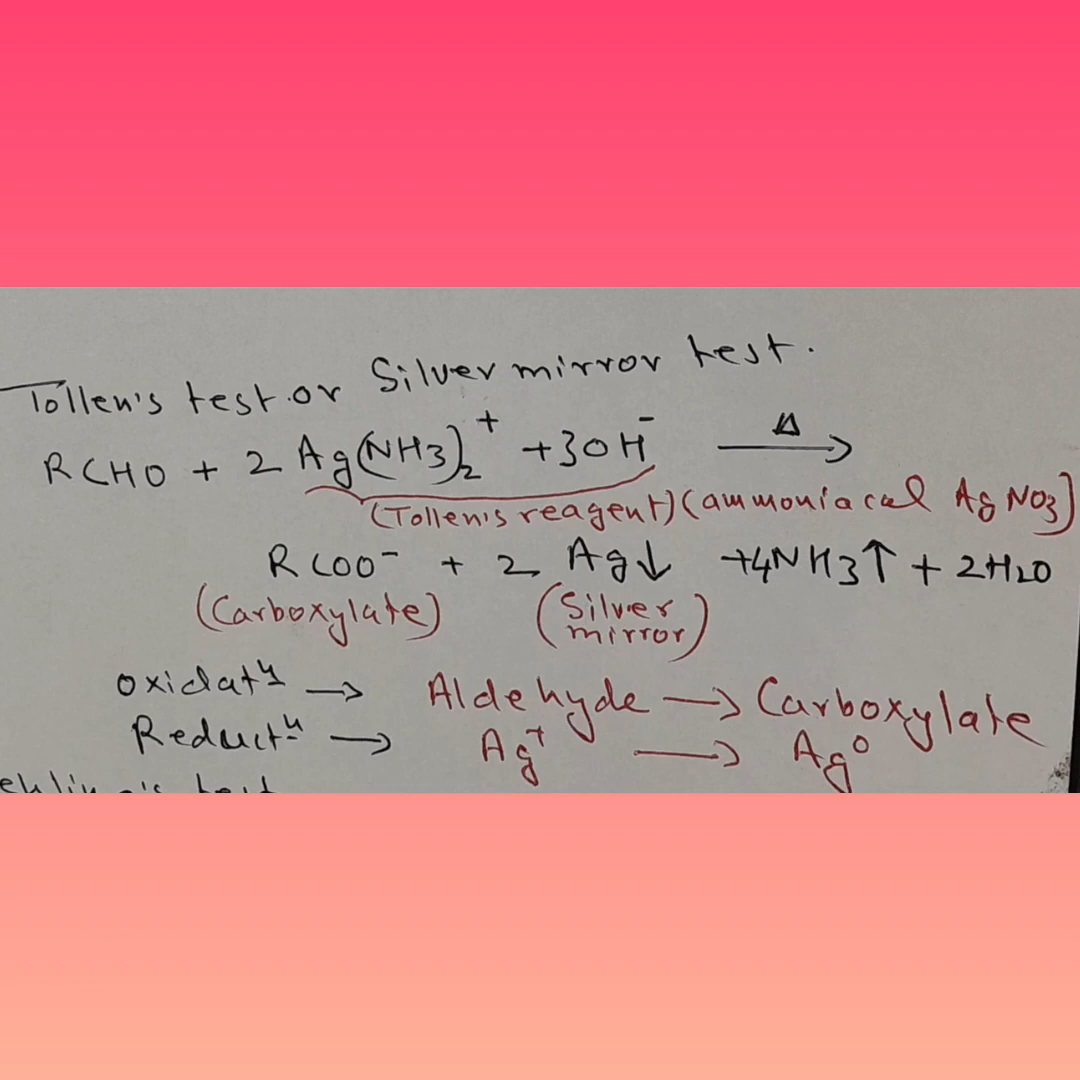 Tollen's test or Silver mirror test.
RCHO + 2 Ag(NH3)2+ + 3OH- Δ →
(Tollen's reagent) (ammoniacal AgNO3]
RCOO- + 2 Ag↓ + 4NH3↑ + 2H2O
(Carboxylate) (Silver mirror)
oxidatn → Aldehyde → Carboxylate
Reductn → Ag+ → Ag0